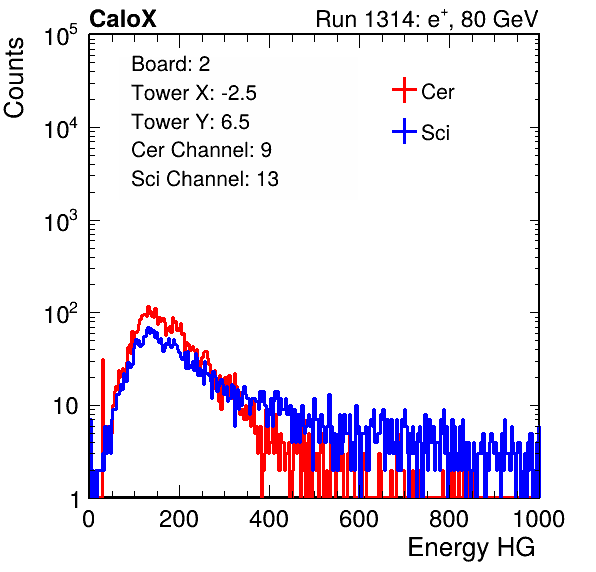 CaloX Run 1314: e⁺, 80 GeV
Counts
10⁵
10⁴
10³
10²
10
1
Board: 2
Tower X: -2.5
Tower Y: 6.5
Cer Channel: 9
Sci Channel: 13
Cer
Sci
0 200 400 600 800 1000
Energy HG